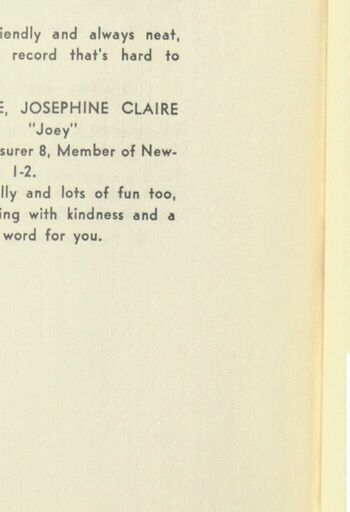 iendly and always neat,
record that's hard to
E, JOSEPHINE CLAIRE
"Joey"
surer 8, Member of New-
1-2.
lly and lots of fun too,
ing with kindness and a
word for you.